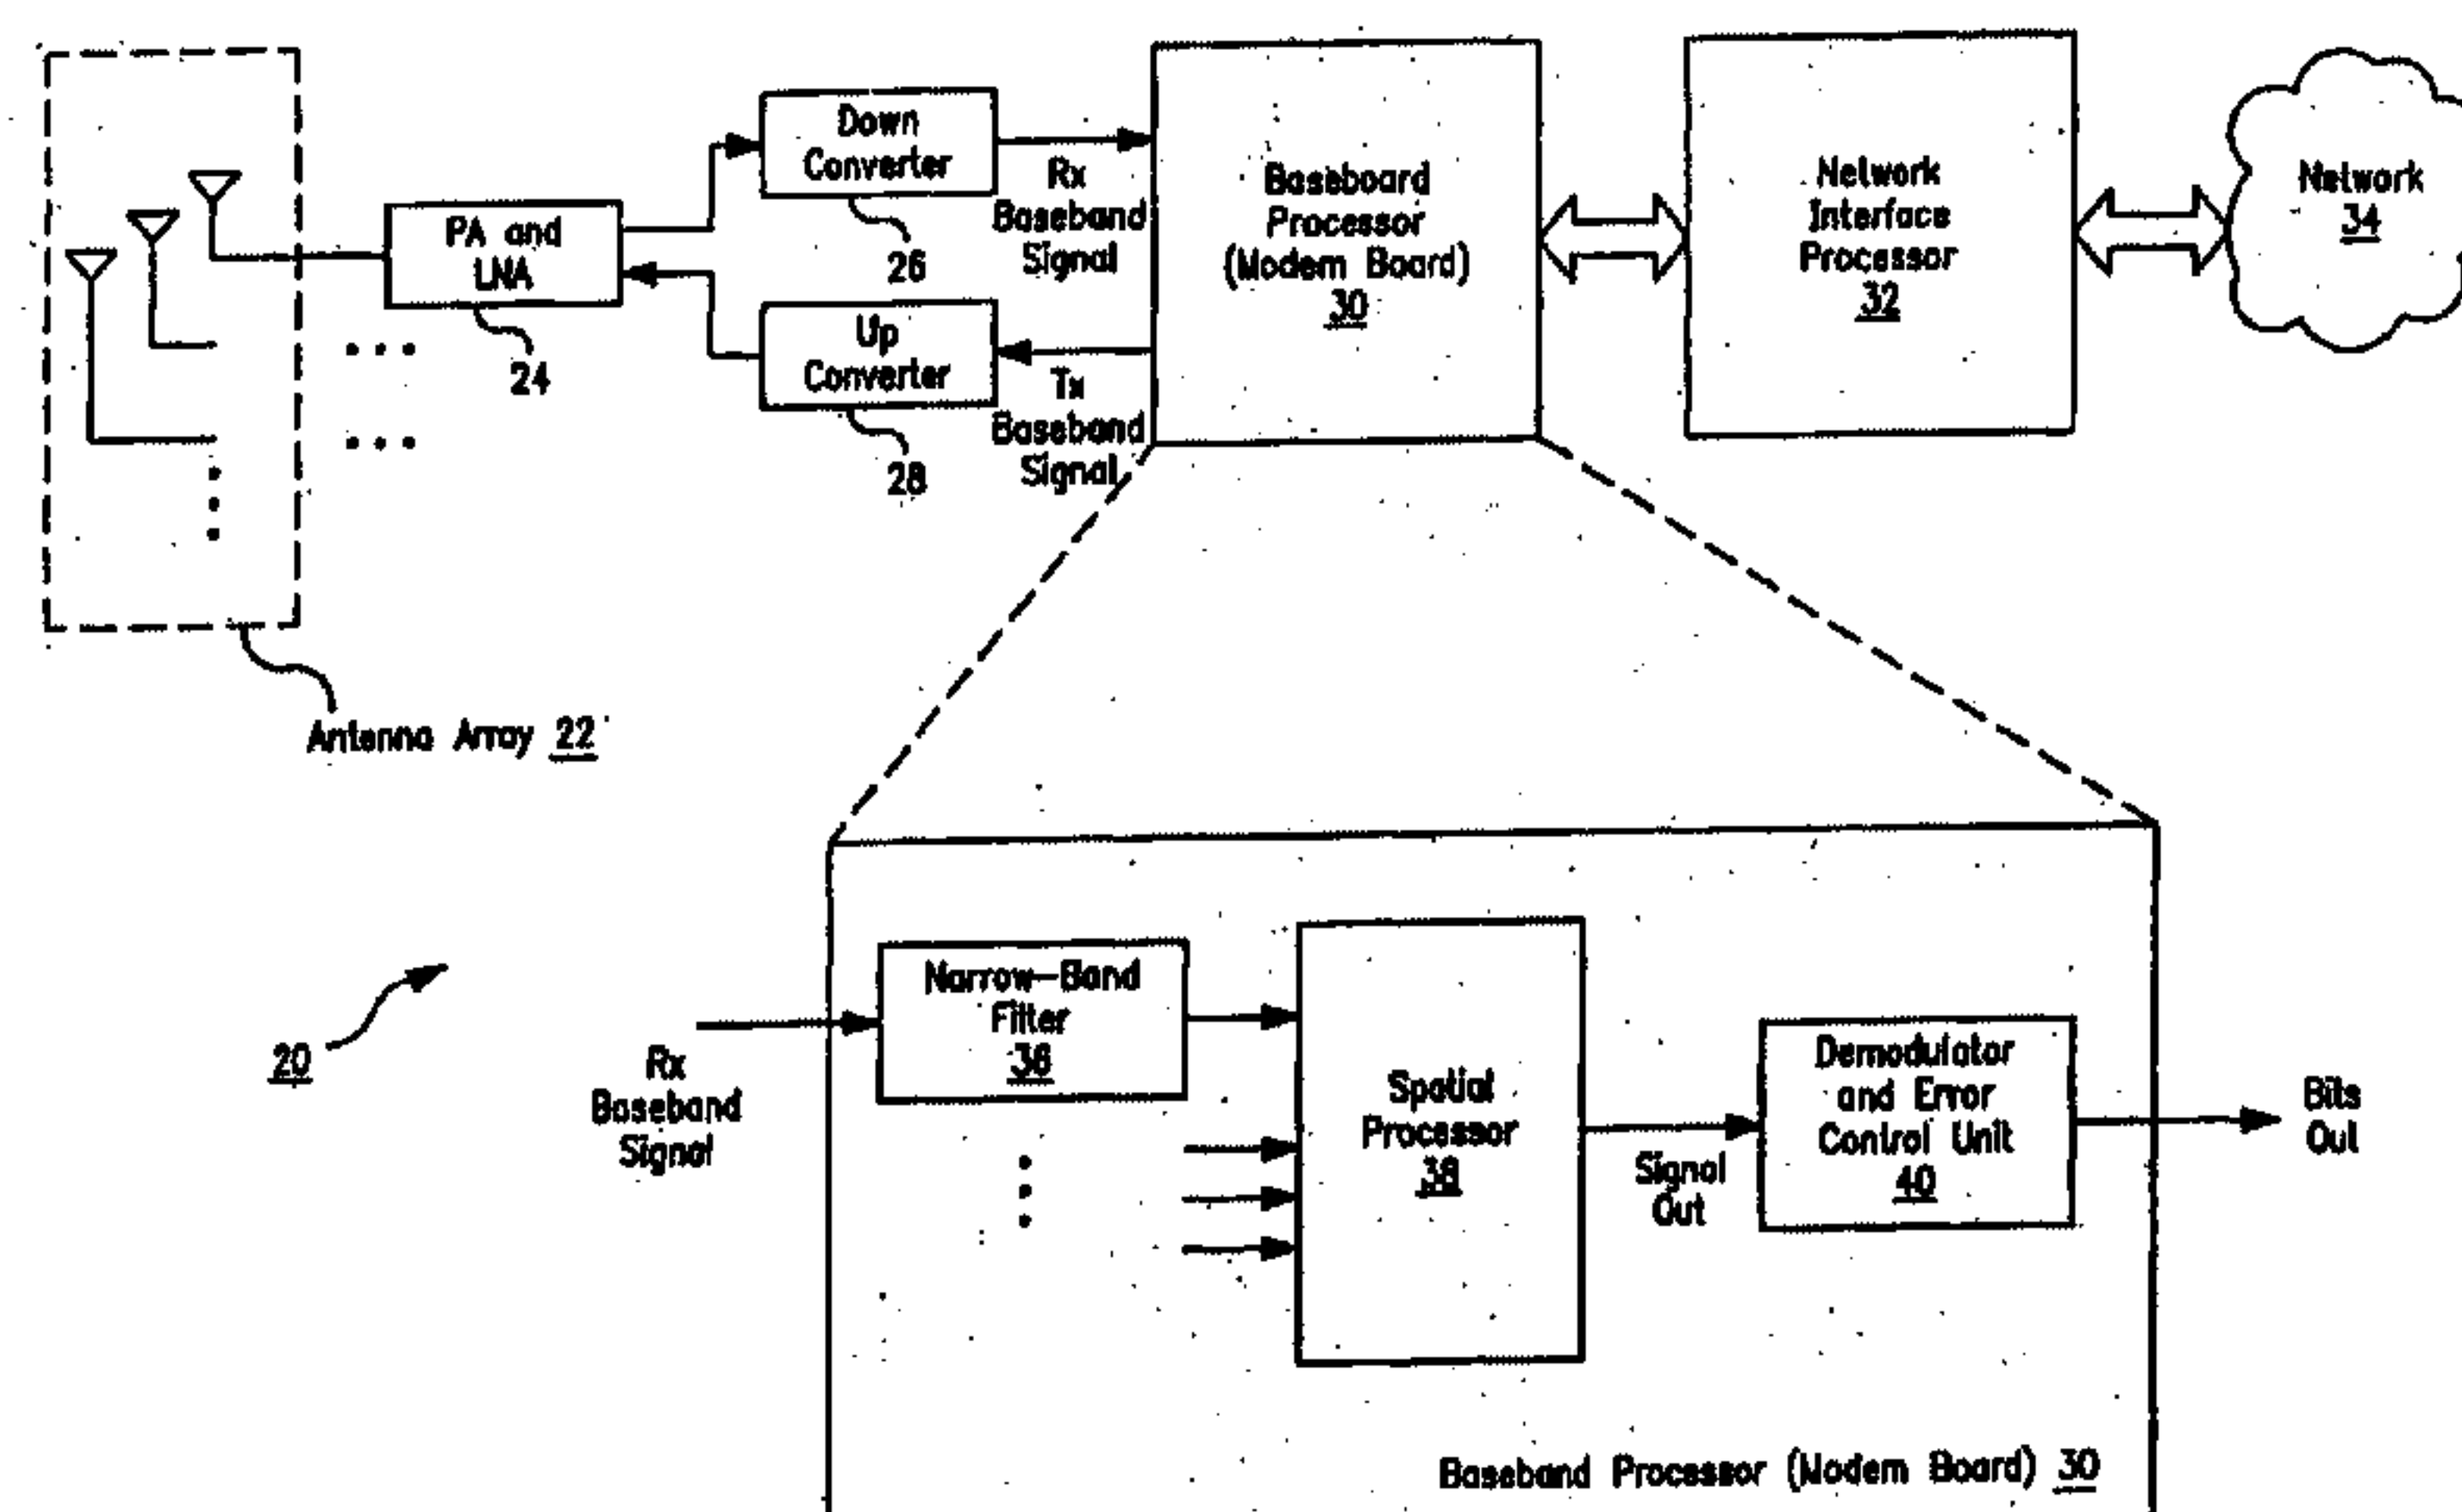 Down
Converter
26
PA and
LNA
24
Up
Converter
28
Rx
Baseband
Signal
Tx
Baseband
Signal
Baseboard
Processor
(Modem Board)
30
Network
Interface
Processor
32
Network
34
Antenna Array 22
20
Rx
Baseband
Signal
Narrow-Band
Filter
36
Spatial
Processor
38
Signal
Out
Demodulator
and Error
Control Unit
40
Bits
Out
Baseband Processor (Modem Board) 30